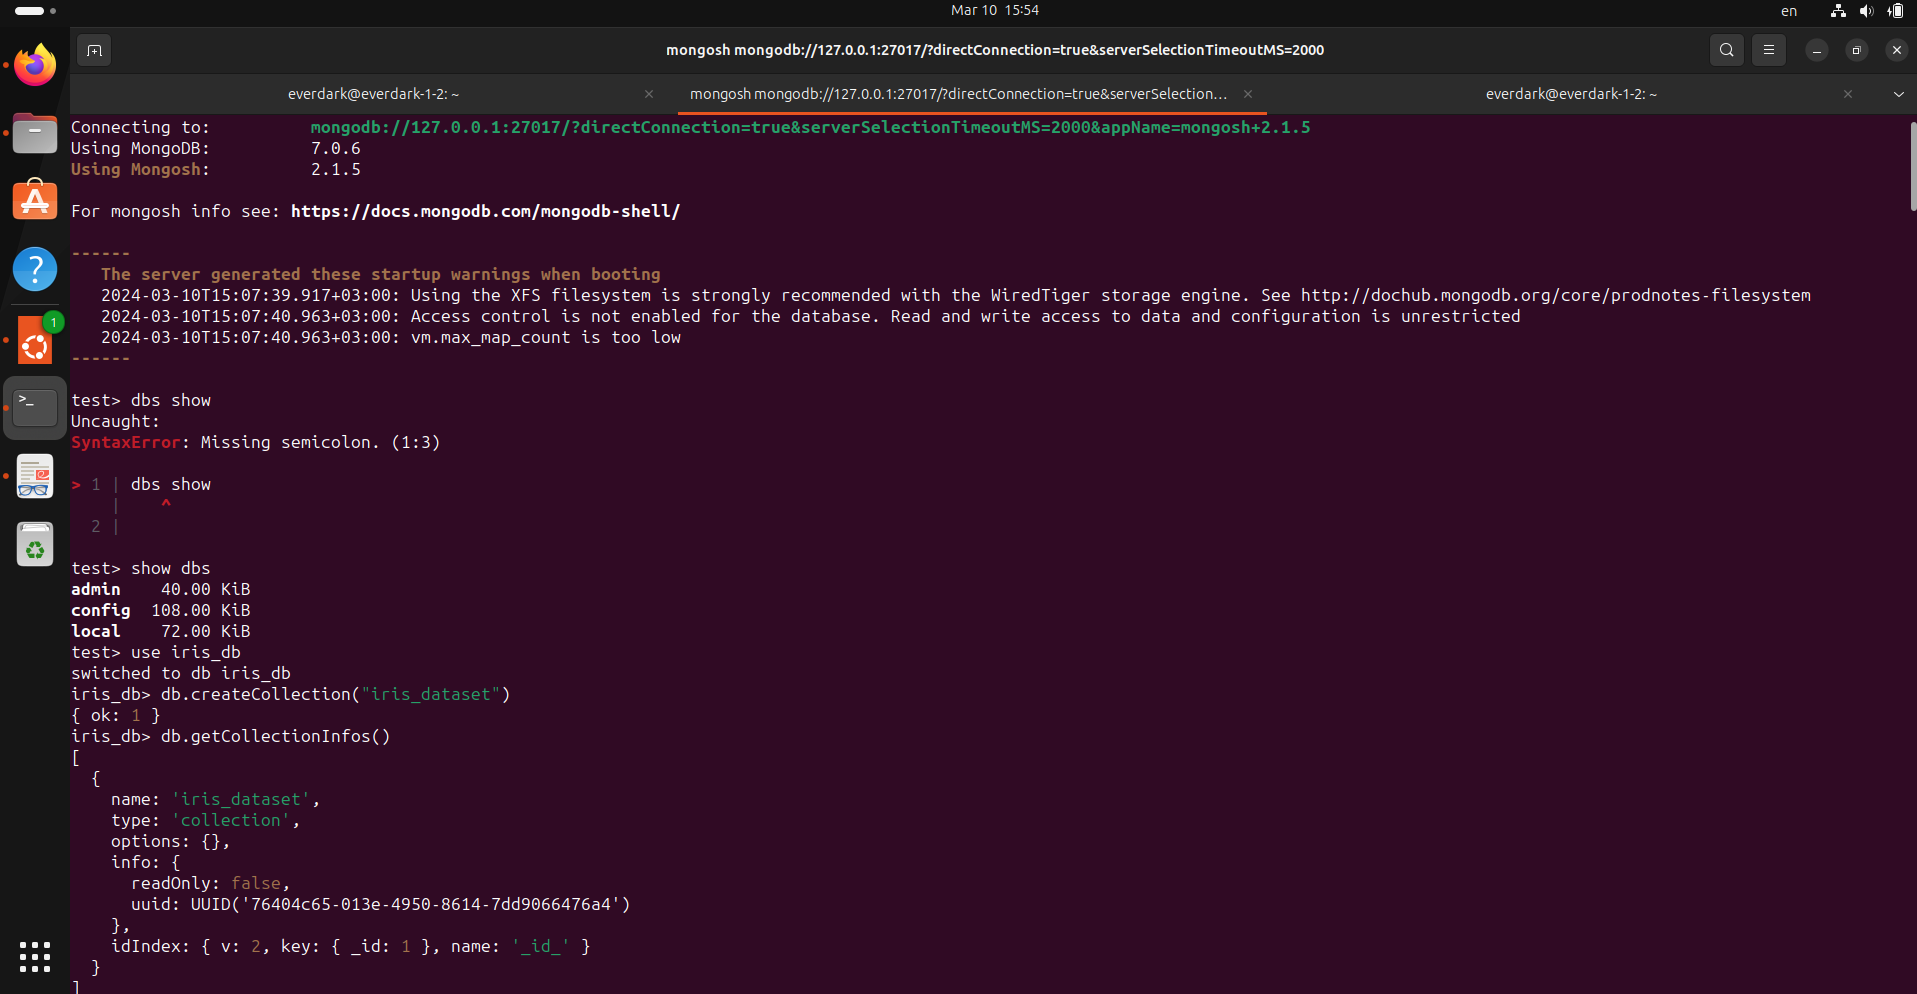 Mar 10 15:54
en
mongosh mongodb://127.0.0.1:27017/?directConnection=true&serverSelectionTimeoutMS=2000
everdark@everdark-1-2: ~
mongosh mongodb://127.0.0.1:27017/?directConnection=true&serverSelection...
everdark@everdark-1-2: ~
Connecting to: mongodb://127.0.0.1:27017/?directConnection=true&serverSelectionTimeoutMS=2000&appName=mongosh+2.1.5
Using MongoDB: 7.0.6
Using Mongosh: 2.1.5
For mongosh info see: https://docs.mongodb.com/mongodb-shell/
------
The server generated these startup warnings when booting
2024-03-10T15:07:39.917+03:00: Using the XFS filesystem is strongly recommended with the WiredTiger storage engine. See http://dochub.mongodb.org/core/prodnotes-filesystem
2024-03-10T15:07:40.963+03:00: Access control is not enabled for the database. Read and write access to data and configuration is unrestricted
2024-03-10T15:07:40.963+03:00: vm.max_map_count is too low
------
test> dbs show
Uncaught:
SyntaxError: Missing semicolon. (1:3)
> 1 | dbs show
|    ^
2 |
test> show dbs
admin 40.00 KiB
config 108.00 KiB
local 72.00 KiB
test> use iris_db
switched to db iris_db
iris_db> db.createCollection("iris_dataset")
{ ok: 1 }
iris_db> db.getCollectionInfos()
[
{
name: 'iris_dataset',
type: 'collection',
options: {},
info: {
readOnly: false,
uuid: UUID('76404c65-013e-4950-8614-7dd9066476a4')
},
idIndex: { v: 2, key: { _id: 1 }, name: '_id_' }
}
]
1